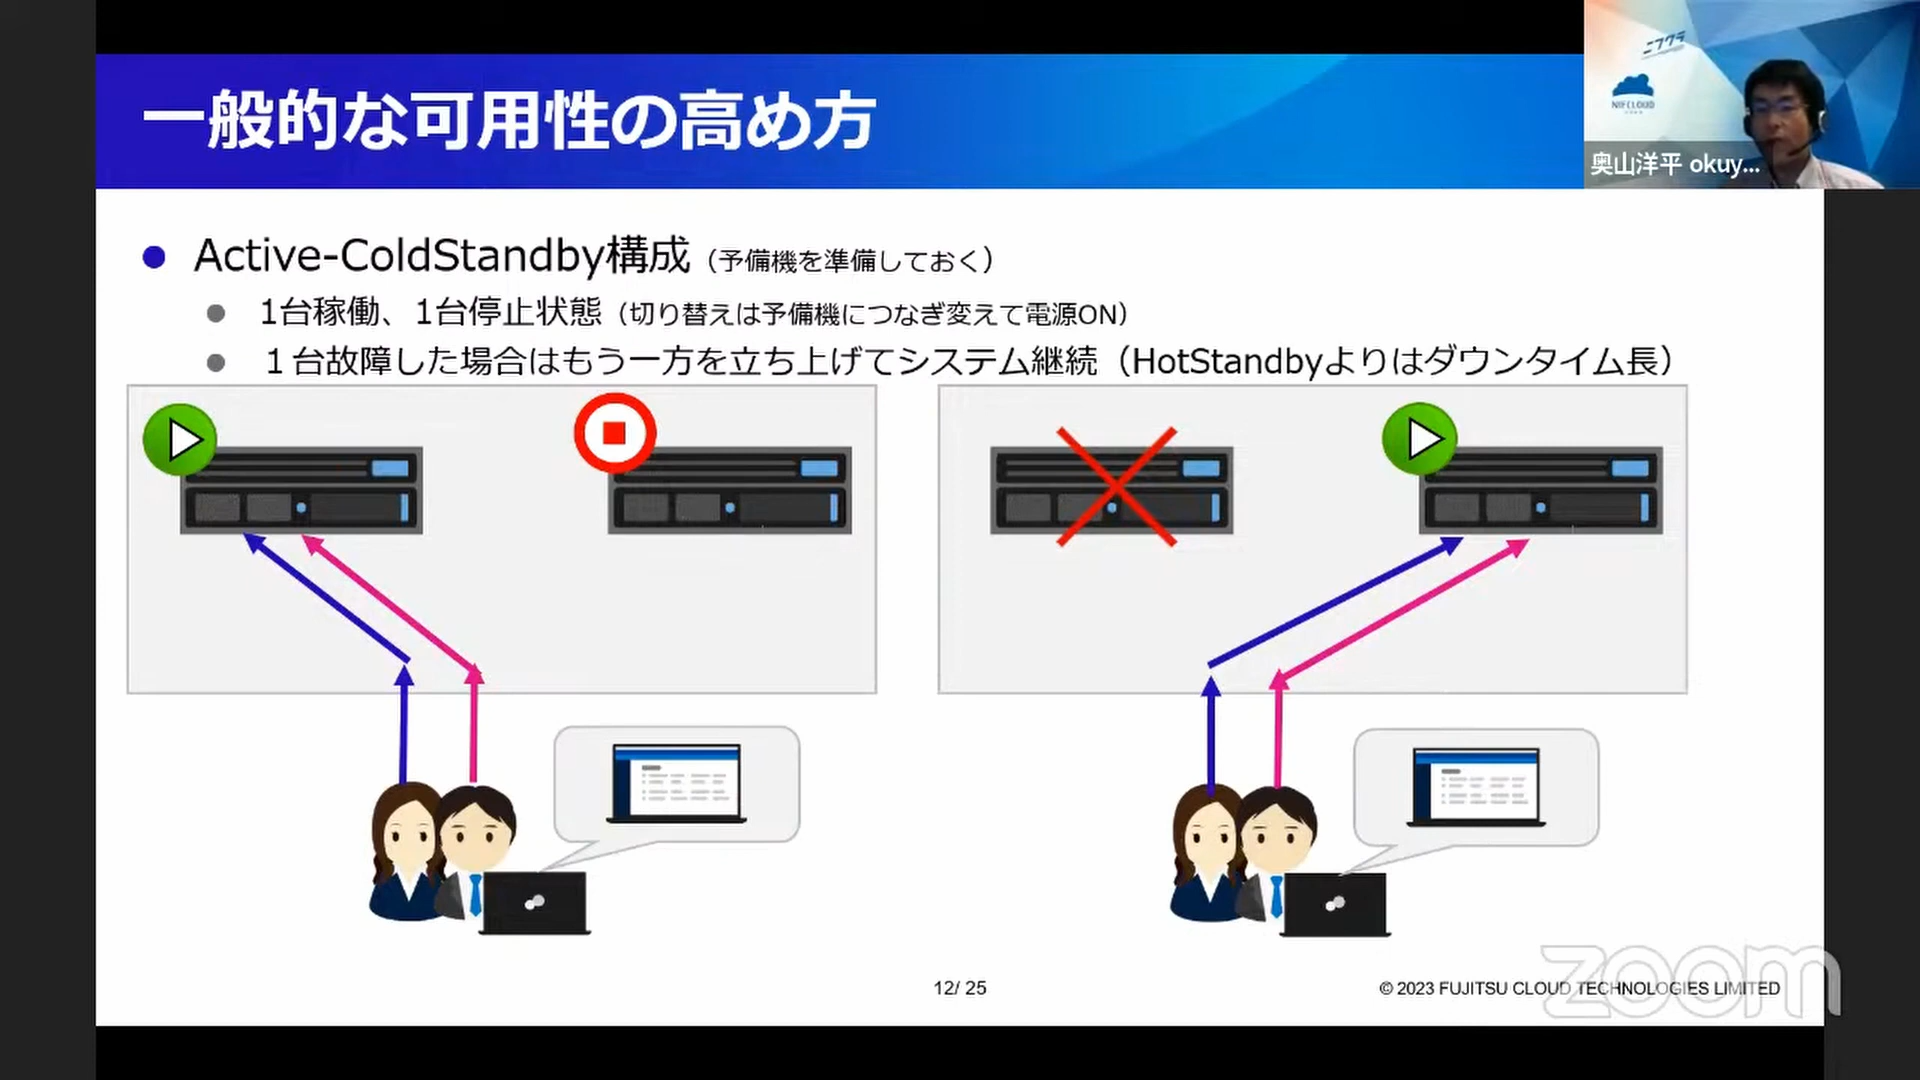 一般的な可用性の高め方
ニフクラ
NIFCLOUD
奥山洋平 okuy...
Active-ColdStandby構成（予備機を準備しておく）
1台稼働、1台停止状態（切り替えは予備機につなぎ変えて電源ON）
１台故障した場合はもう一方を立ち上げてシステム継続（HotStandbyよりはダウンタイム長）
12/ 25
© 2023 FUJITSU CLOUD TECHNOLOGIES LIMITED
zoom